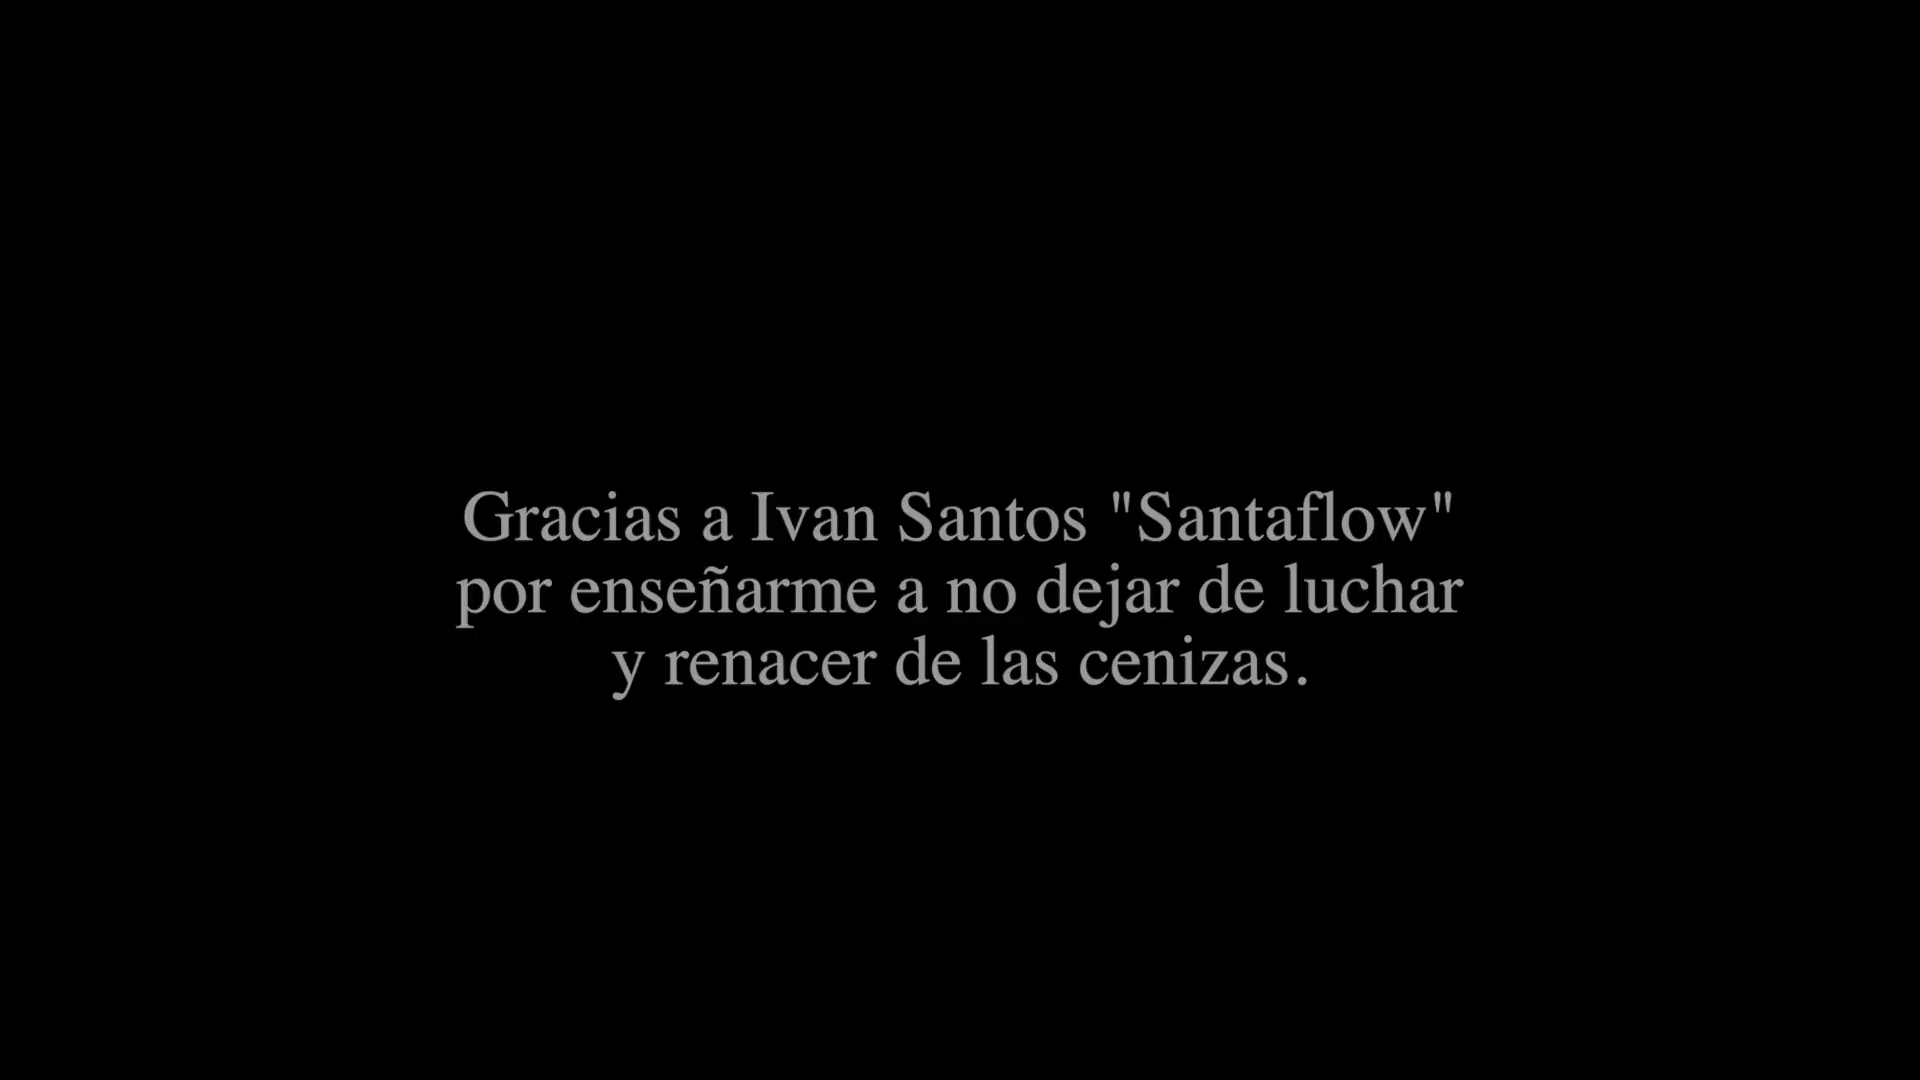 Gracias a Ivan Santos "Santaflow"
por enseñarme a no dejar de luchar
y renacer de las cenizas.